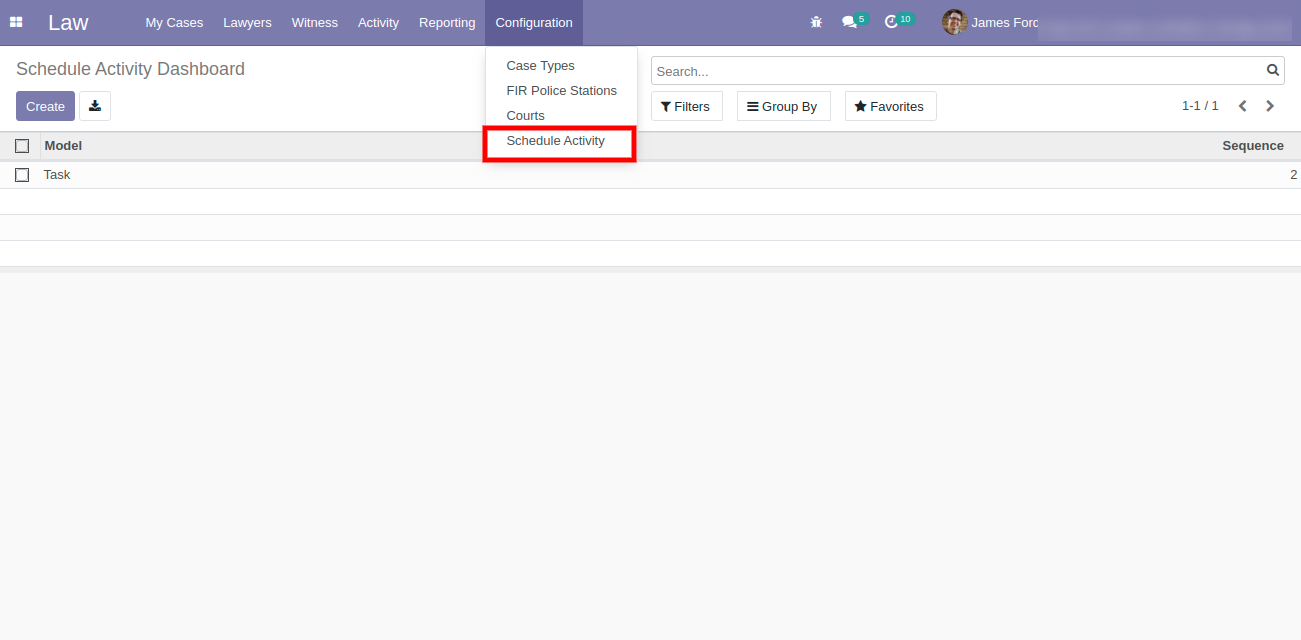 Law My Cases Lawyers Witness Activity Reporting Configuration 5 10 James Ford
Schedule Activity Dashboard
Search...
Create
Filters Group By Favorites 1-1 / 1
Case Types
FIR Police Stations
Courts
Schedule Activity
Model Sequence
Task 2